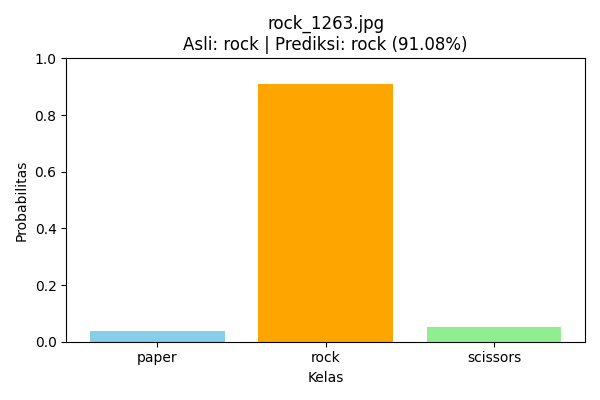 rock_1263.jpg
Asli: rock | Prediksi: rock (91.08%)
1.0
0.8
0.6
0.4
0.2
0.0
Probabilitas
paper
rock
scissors
Kelas